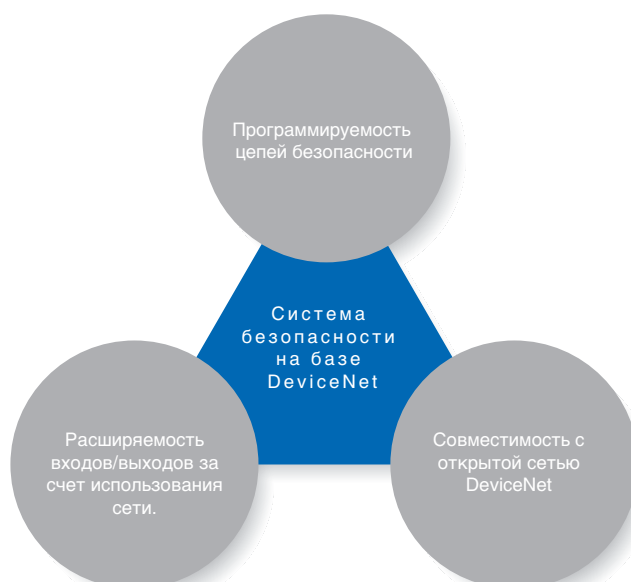 Программируемость
цепей безопасности
Система
безопасности
на базе
DeviceNet
Расширяемость
входов/выходов за
счет использования
сети.
Совместимость с
открытой сетью
DeviceNet